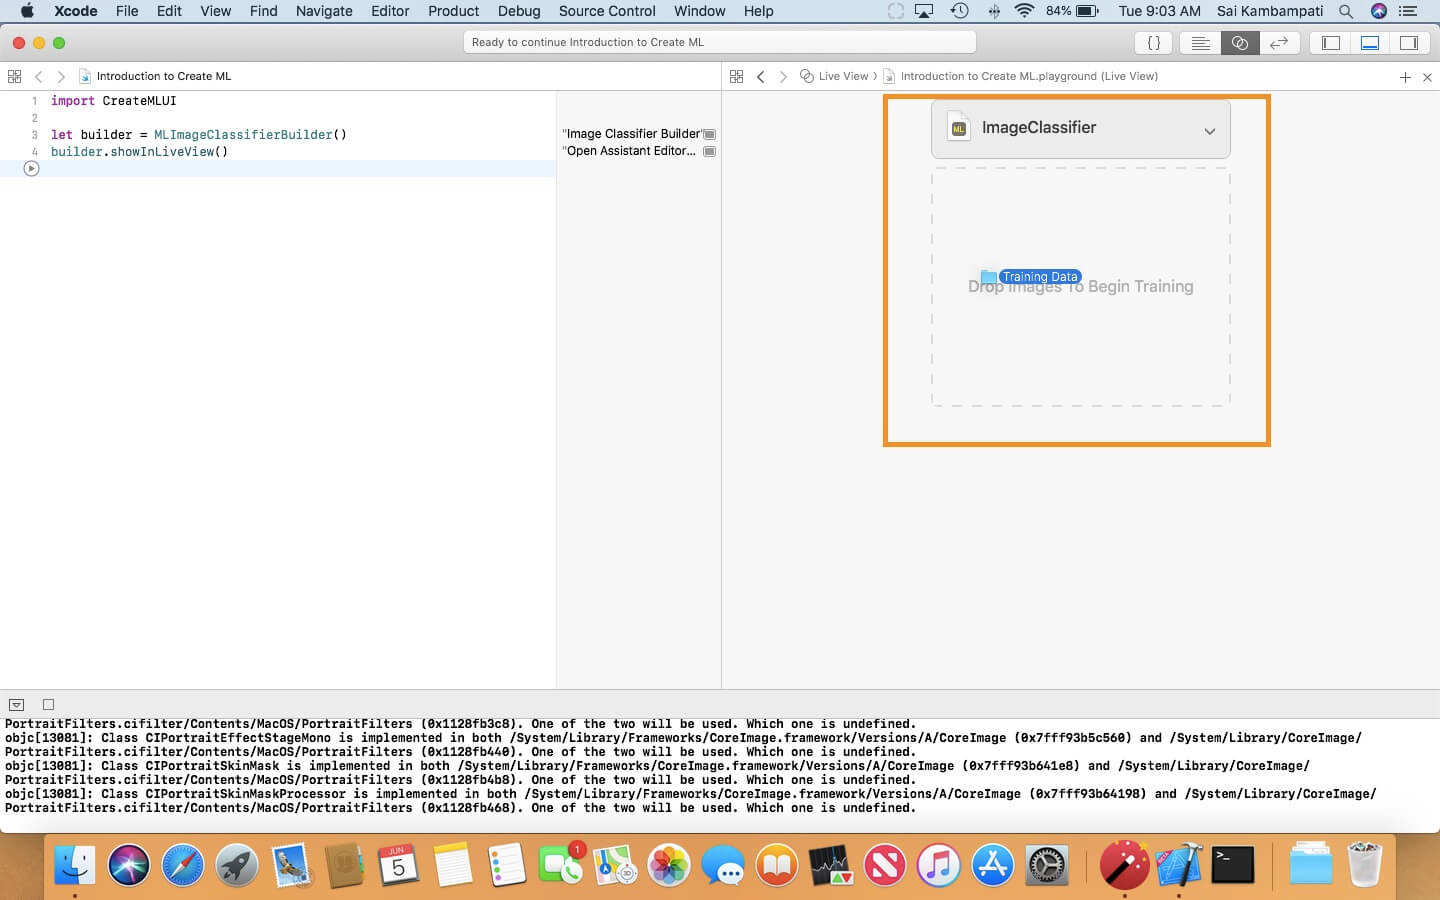 Xcode File Edit View Find Navigate Editor Product Debug Source Control Window Help 84% Tue 9:03 AM Sai Kambampati
Ready to continue Introduction to Create ML { }
Introduction to Create ML
Live View Introduction to Create ML.playground (Live View)
1 import CreateMLUI
2
3 let builder = MLImageClassifierBuilder()
4 builder.showInLiveView()
"Image Classifier Builder"
"Open Assistant Editor...
ML ImageClassifier
Training Data
Drop Images To Begin Training
PortraitFilters.cifilter/Contents/MacOS/PortraitFilters (0x1128fb3c8). One of the two will be used. Which one is undefined.
objc[13081]: Class CIPortraitEffectStageMono is implemented in both /System/Library/Frameworks/CoreImage.framework/Versions/A/CoreImage (0x7fff93b5c560) and /System/Library/CoreImage/
PortraitFilters.cifilter/Contents/MacOS/PortraitFilters (0x1128fb440). One of the two will be used. Which one is undefined.
objc[13081]: Class CIPortraitSkinMask is implemented in both /System/Library/Frameworks/CoreImage.framework/Versions/A/CoreImage (0x7fff93b641e8) and /System/Library/CoreImage/
PortraitFilters.cifilter/Contents/MacOS/PortraitFilters (0x1128fb4b8). One of the two will be used. Which one is undefined.
objc[13081]: Class CIPortraitSkinMaskProcessor is implemented in both /System/Library/Frameworks/CoreImage.framework/Versions/A/CoreImage (0x7fff93b64198) and /System/Library/CoreImage/
PortraitFilters.cifilter/Contents/MacOS/PortraitFilters (0x1128fb468). One of the two will be used. Which one is undefined.
JUN
5
1
3D
>_